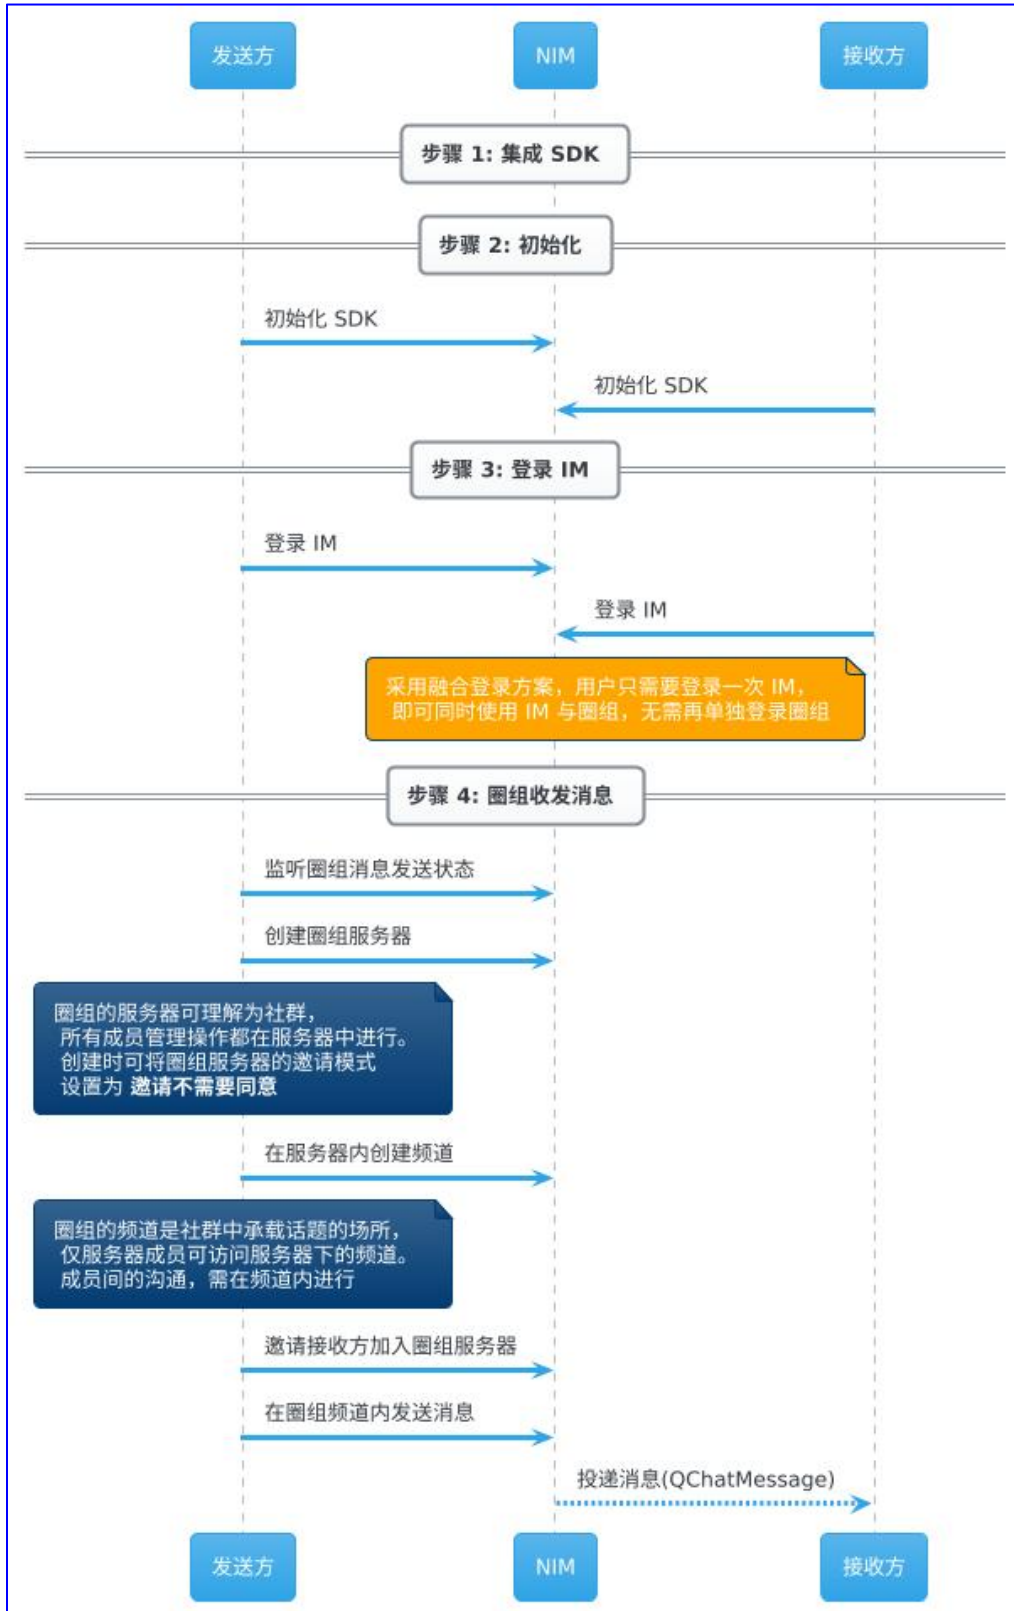 发送方
NIM
接收方
步骤 1: 集成 SDK
步骤 2: 初始化
初始化 SDK
初始化 SDK
步骤 3: 登录 IM
登录 IM
登录 IM
采用融合登录方案，用户只需要登录一次 IM，
即可同时使用 IM 与圈组，无需再单独登录圈组
步骤 4: 圈组收发消息
监听圈组消息发送状态
创建圈组服务器
圈组的服务器可理解为社群，
所有成员管理操作都在服务器中进行。
创建时可将圈组服务器的邀请模式
设置为 邀请不需要同意
在服务器内创建频道
圈组的频道是社群中承载话题的场所，
仅服务器成员可访问服务器下的频道。
成员间的沟通，需在频道内进行
邀请接收方加入圈组服务器
在圈组频道内发送消息
投递消息(QChatMessage)
发送方
NIM
接收方